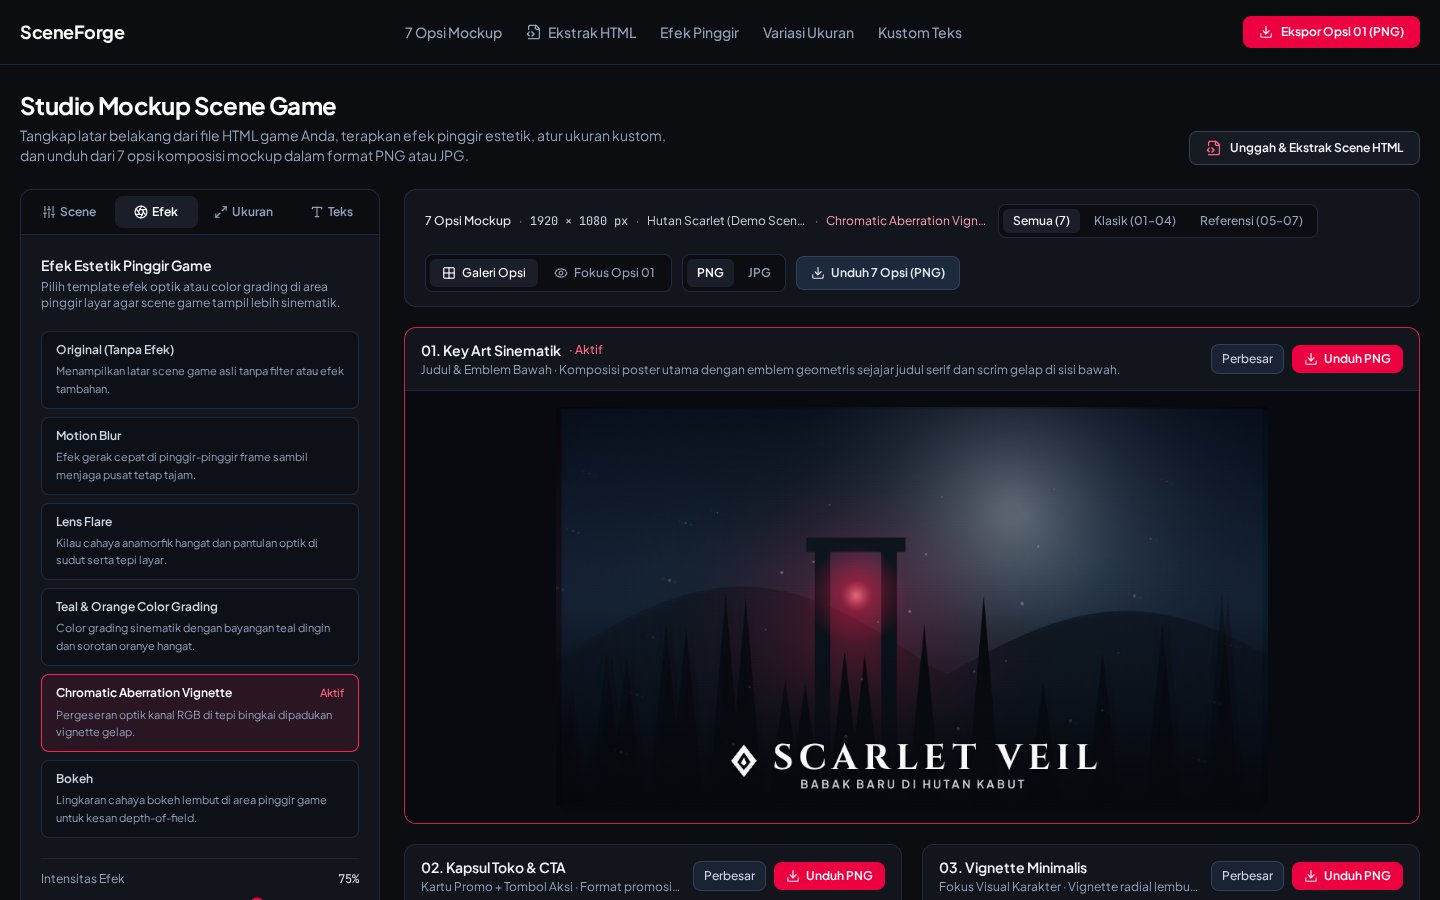 SceneForge
7 Opsi Mockup
Ekstrak HTML
Efek Pinggir
Variasi Ukuran
Kustom Teks
Ekspor Opsi 01 (PNG)
Studio Mockup Scene Game
Tangkap latar belakang dari file HTML game Anda, terapkan efek pinggir estetik, atur ukuran kustom,
dan unduh dari 7 opsi komposisi mockup dalam format PNG atau JPG.
Unggah & Ekstrak Scene HTML
Scene
Efek
Ukuran
Teks
Efek Estetik Pinggir Game
Pilih template efek optik atau color grading di area
pinggir layar agar scene game tampil lebih sinematik.
Original (Tanpa Efek)
Menampilkan latar scene game asli tanpa filter atau efek
tambahan.
Motion Blur
Efek gerak cepat di pinggir-pinggir frame sambil
menjaga pusat tetap tajam.
Lens Flare
Kilau cahaya anamorfik hangat dan pantulan optik di
sudut serta tepi layar.
Teal & Orange Color Grading
Color grading sinematik dengan bayangan teal dingin
dan sorotan oranye hangat.
Chromatic Aberration Vignette
Aktif
Pergeseran optik kanal RGB di tepi bingkai dipadukan
vignette gelap.
Bokeh
Lingkaran cahaya bokeh lembut di area pinggir game
untuk kesan depth-of-field.
Intensitas Efek
75%
7 Opsi Mockup · 1920 × 1080 px · Hutan Scarlet (Demo Scen... · Chromatic Aberration Vign...
Semua (7)
Klasik (01–04)
Referensi (05–07)
Galeri Opsi
Fokus Opsi 01
PNG
JPG
Unduh 7 Opsi (PNG)
01. Key Art Sinematik · Aktif
Judul & Emblem Bawah · Komposisi poster utama dengan emblem geometris sejajar judul serif dan scrim gelap di sisi bawah.
Perbesar
Unduh PNG
SCARLET VEIL
BABAK BARU DI HUTAN KABUT
02. Kapsul Toko & CTA
Kartu Promo + Tombol Aksi · Format promosi...
Perbesar
Unduh PNG
03. Vignette Minimalis
Fokus Visual Karakter · Vignette radial lembu...
Perbesar
Unduh PNG